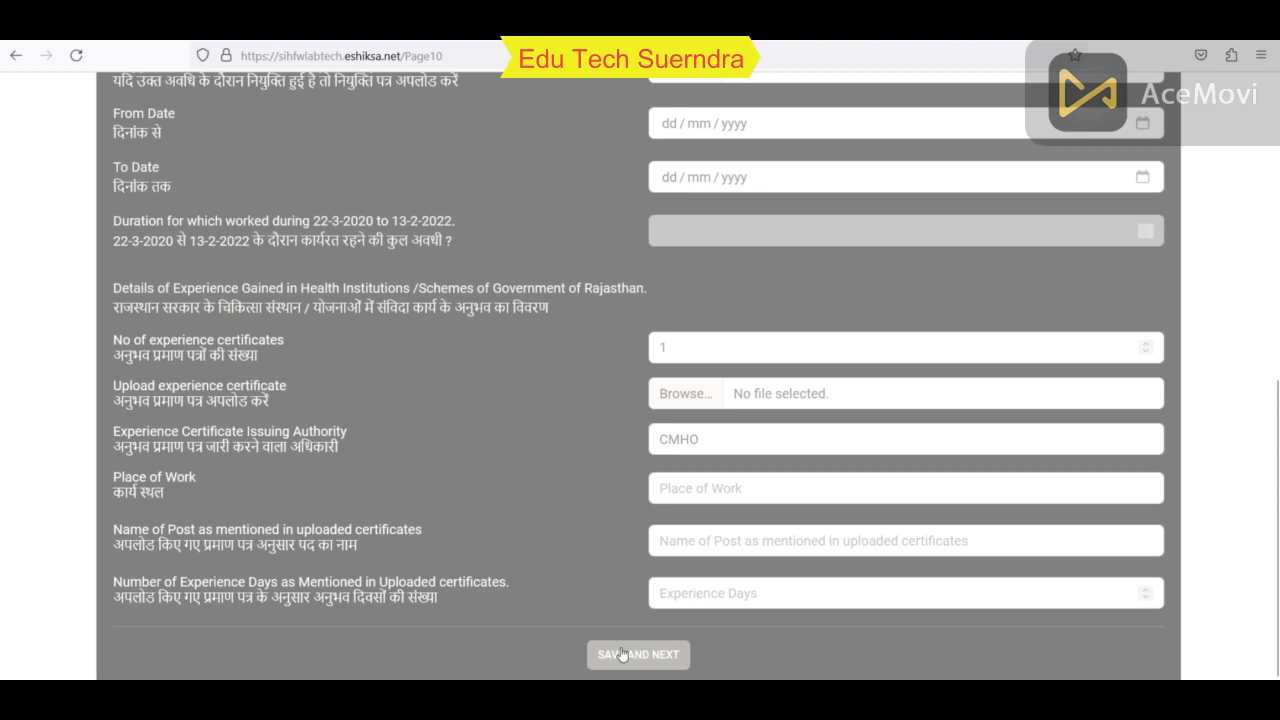 https://sihfwlabtech.eshiksa.net/Page10
Edu Tech Suerndra
AceMovi
यदि उक्त अवधि के दौरान नियुक्ति हुई है तो नियुक्ति पत्र अपलोड करें
From Date
दिनांक से
dd / mm / yyyy
To Date
दिनांक तक
dd / mm / yyyy
Duration for which worked during 22-3-2020 to 13-2-2022.
22-3-2020 से 13-2-2022 के दौरान कार्यरत रहने की कुल अवधी ?
Details of Experience Gained in Health Institutions /Schemes of Government of Rajasthan.
राजस्थान सरकार के चिकित्सा संस्थान / योजनाओं में संविदा कार्य के अनुभव का विवरण
No of experience certificates
अनुभव प्रमाण पत्रों की संख्या
1
Upload experience certificate
अनुभव प्रमाण पत्र अपलोड करें
Browse... No file selected.
Experience Certificate Issuing Authority
अनुभव प्रमाण पत्र जारी करने वाला अधिकारी
CMHO
Place of Work
कार्य स्थल
Place of Work
Name of Post as mentioned in uploaded certificates
अपलोड किए गए प्रमाण पत्र अनुसार पद का नाम
Name of Post as mentioned in uploaded certificates
Number of Experience Days as Mentioned in Uploaded certificates.
अपलोड किए गए प्रमाण पत्र के अनुसार अनुभव दिवसों की संख्या
Experience Days
SAVE AND NEXT